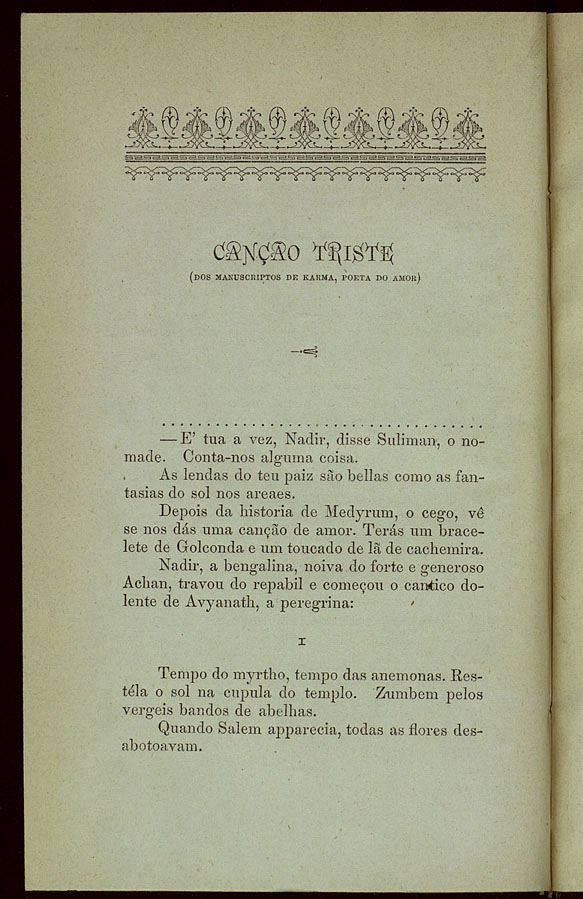 CANÇÃO TRISTE
(DOS MANUSCRIPTOS DE KARMA, POETA DO AMOR)
. . . . . . . . . . . . . . . . . . . . . . . . . . . . . . . . . . . .
— E' tua a vez, Nadir, disse Suliman, o no-
made. Conta-nos alguma coisa.
As lendas do teu paiz são bellas como as fan-
tasias do sol nos areaes.
Depois da historia de Medyrum, o cego, vê
se nos dás uma canção de amor. Terás um brace-
lete de Golconda e um toucado de lã de cachemira.
Nadir, a bengalina, noiva do forte e generoso
Achan, travou do repabil e começou o cantico do-
lente de Avyanath, a peregrina:
I
Tempo do myrtho, tempo das anemonas. Res-
téla o sol na cupula do templo. Zumbem pelos
vergeis bandos de abelhas.
Quando Salem apparecia, todas as flores des-
abotoavam.